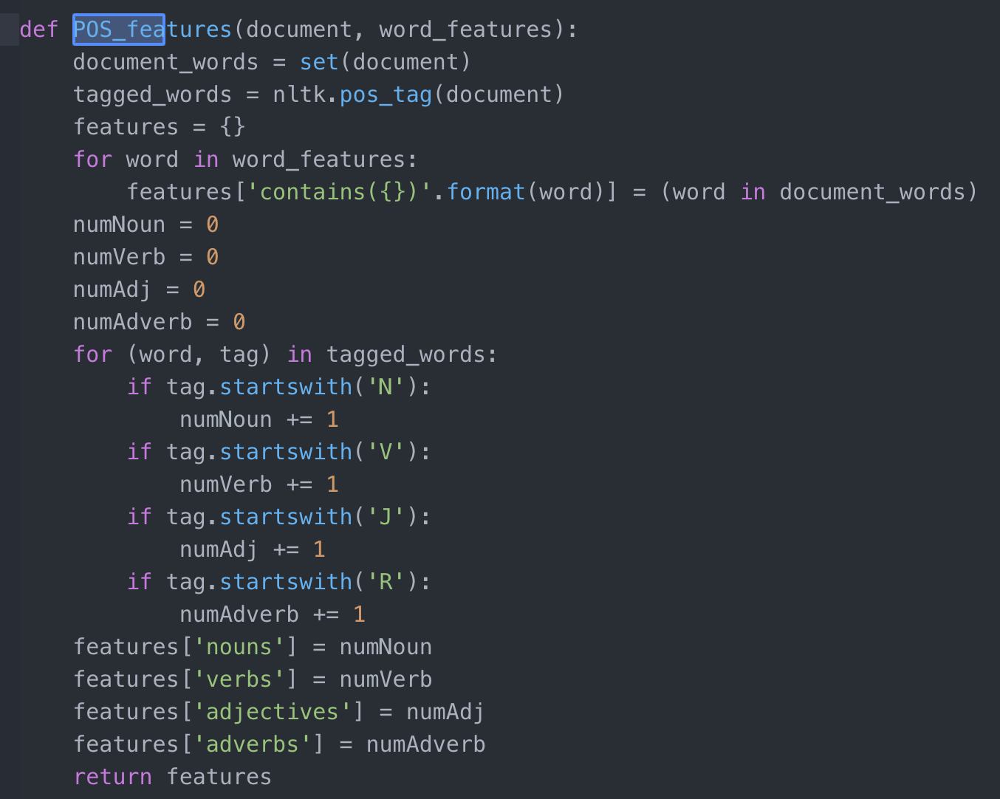 def POS_features(document, word_features):
    document_words = set(document)
    tagged_words = nltk.pos_tag(document)
    features = {}
    for word in word_features:
        features['contains({})'.format(word)] = (word in document_words)
    numNoun = 0
    numVerb = 0
    numAdj = 0
    numAdverb = 0
    for (word, tag) in tagged_words:
        if tag.startswith('N'):
            numNoun += 1
        if tag.startswith('V'):
            numVerb += 1
        if tag.startswith('J'):
            numAdj += 1
        if tag.startswith('R'):
            numAdverb += 1
    features['nouns'] = numNoun
    features['verbs'] = numVerb
    features['adjectives'] = numAdj
    features['adverbs'] = numAdverb
    return features